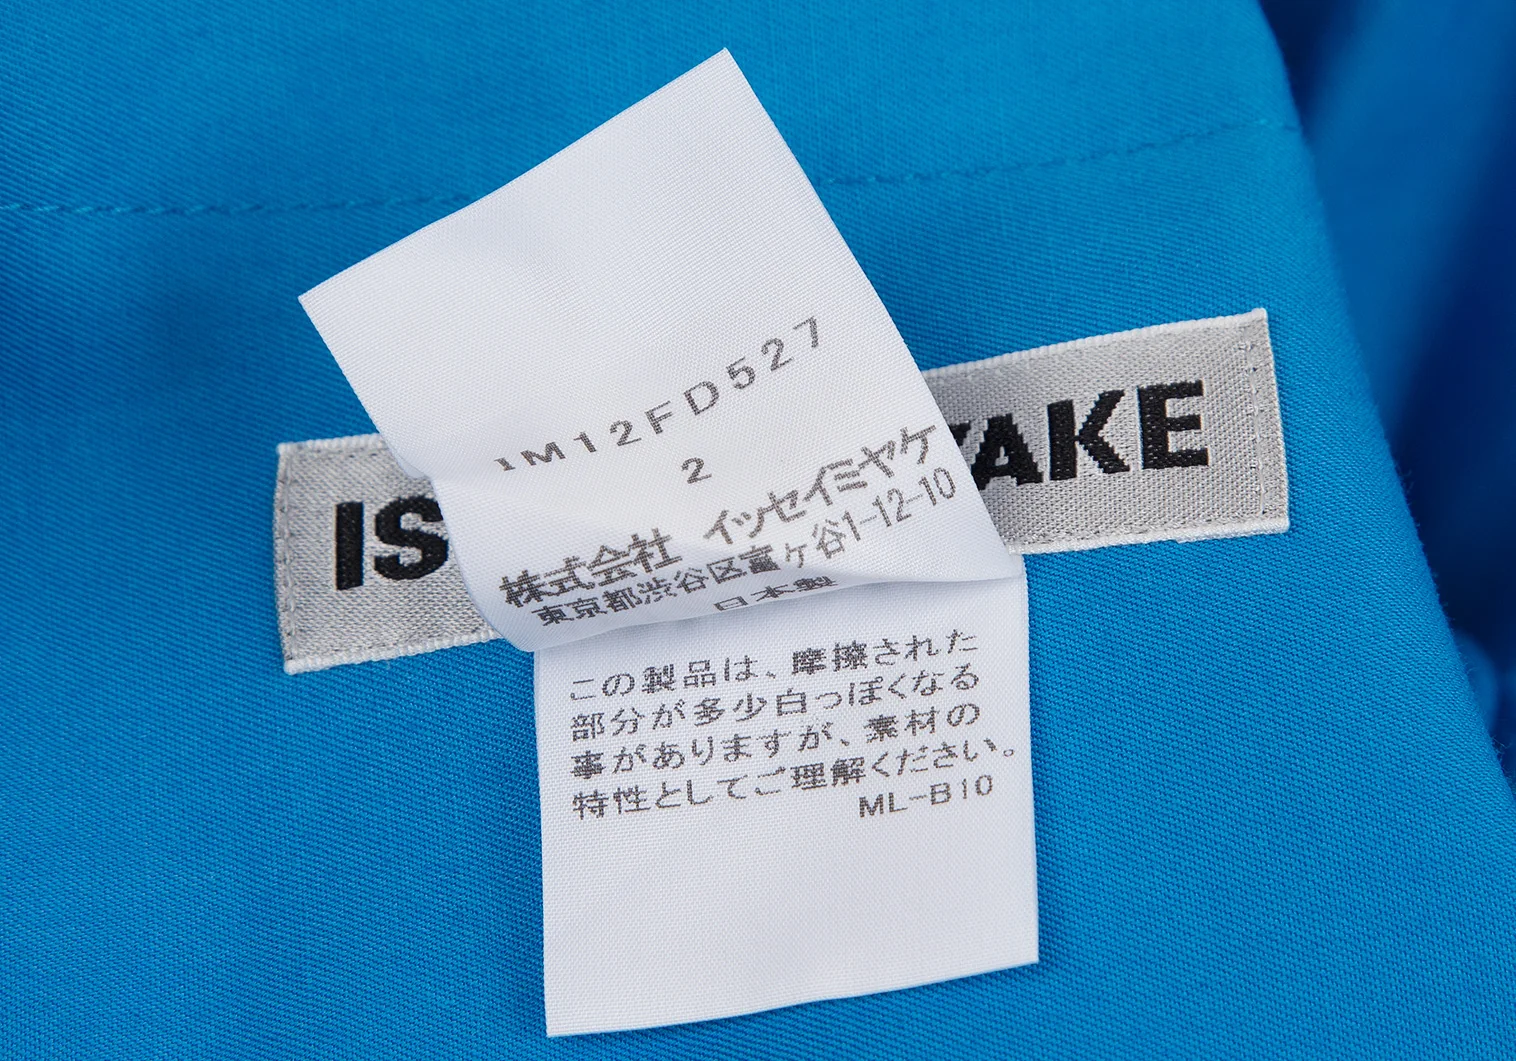 IM12FD527
2
株式会社 イッセイミヤケ
東京都渋谷区富ケ谷1-12-10
日本製
この製品は、摩擦された
部分が多少白っぽくなる
事がありますが、素材の
特性としてご理解ください。
ML-B10